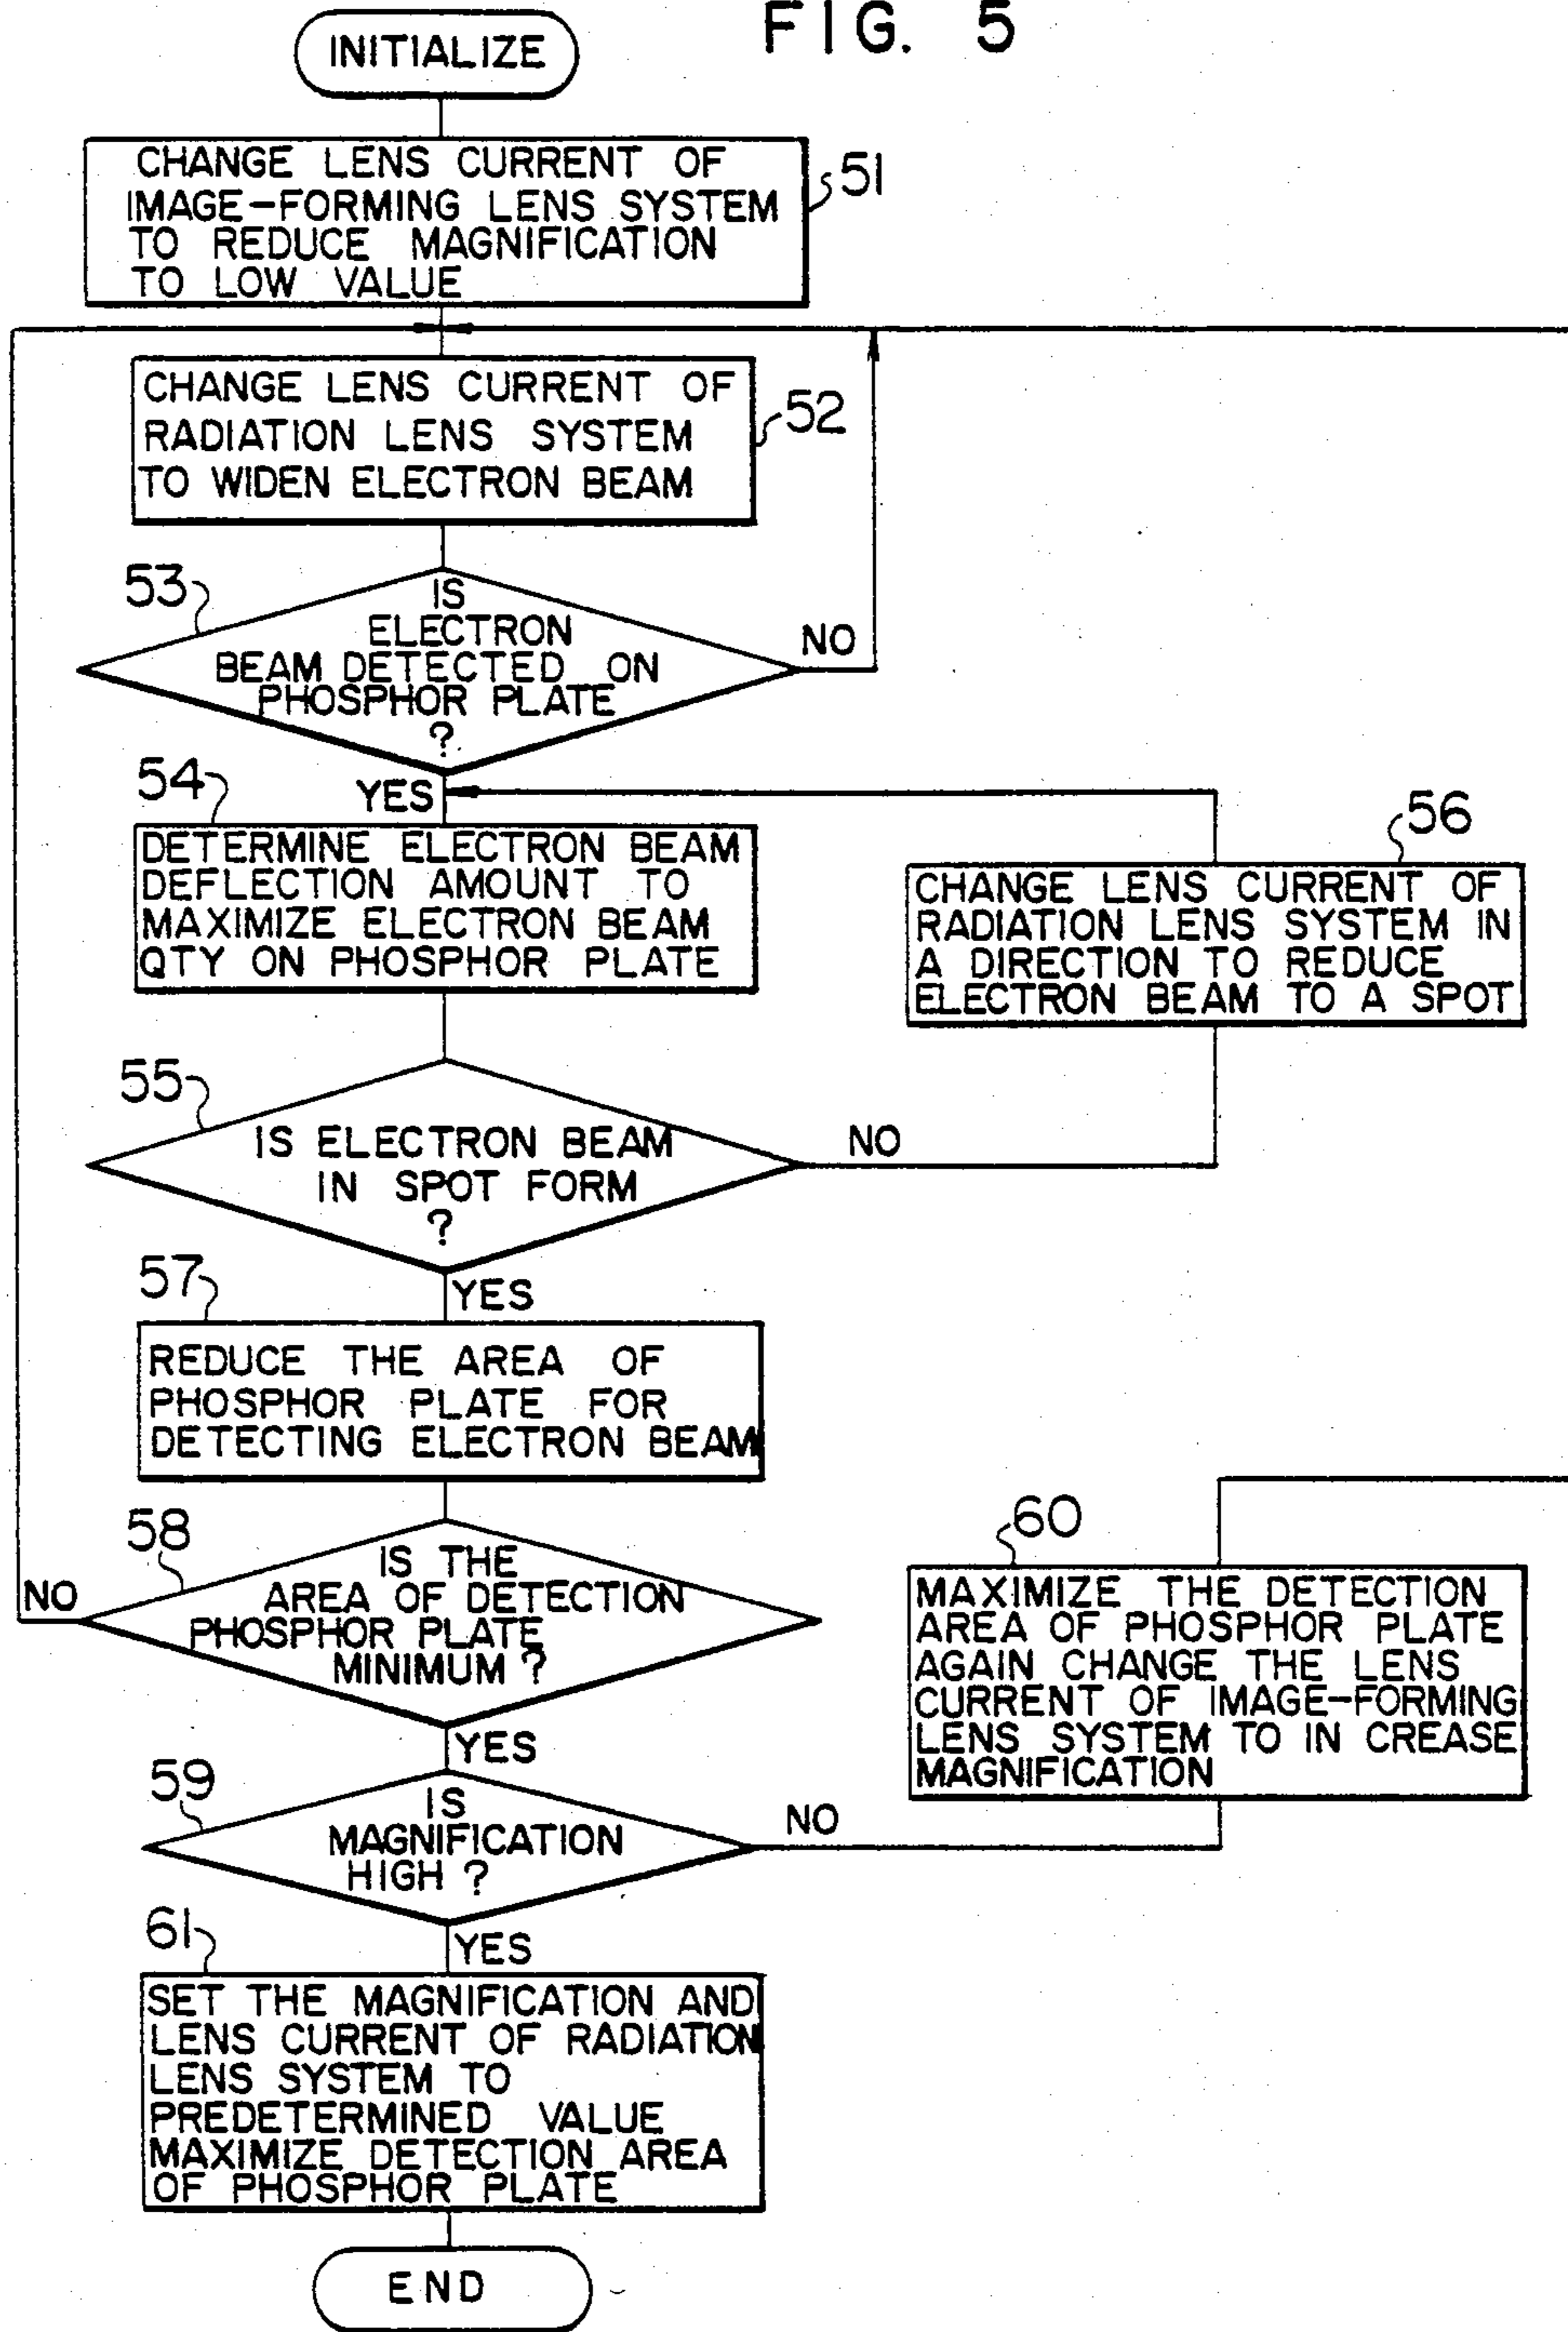 FIG. 5
INITIALIZE
CHANGE LENS CURRENT OF
IMAGE-FORMING LENS SYSTEM
TO REDUCE MAGNIFICATION
TO LOW VALUE
51
CHANGE LENS CURRENT OF
RADIATION LENS SYSTEM
TO WIDEN ELECTRON BEAM
52
53
IS
ELECTRON
BEAM DETECTED ON
PHOSPHOR PLATE
?
NO
YES
54
DETERMINE ELECTRON BEAM
DEFLECTION AMOUNT TO
MAXIMIZE ELECTRON BEAM
QTY ON PHOSPHOR PLATE
56
CHANGE LENS CURRENT OF
RADIATION LENS SYSTEM IN
A DIRECTION TO REDUCE
ELECTRON BEAM TO A SPOT
55
IS ELECTRON BEAM
IN SPOT FORM
?
NO
YES
57
REDUCE THE AREA OF
PHOSPHOR PLATE FOR
DETECTING ELECTRON BEAM
58
IS THE
AREA OF DETECTION
PHOSPHOR PLATE
MINIMUM ?
NO
YES
60
MAXIMIZE THE DETECTION
AREA OF PHOSPHOR PLATE
AGAIN CHANGE THE LENS
CURRENT OF IMAGE-FORMING
LENS SYSTEM TO IN CREASE
MAGNIFICATION
59
IS
MAGNIFICATION
HIGH ?
NO
YES
61
SET THE MAGNIFICATION AND
LENS CURRENT OF RADIATION
LENS SYSTEM TO
PREDETERMINED VALUE
MAXIMIZE DETECTION AREA
OF PHOSPHOR PLATE
END